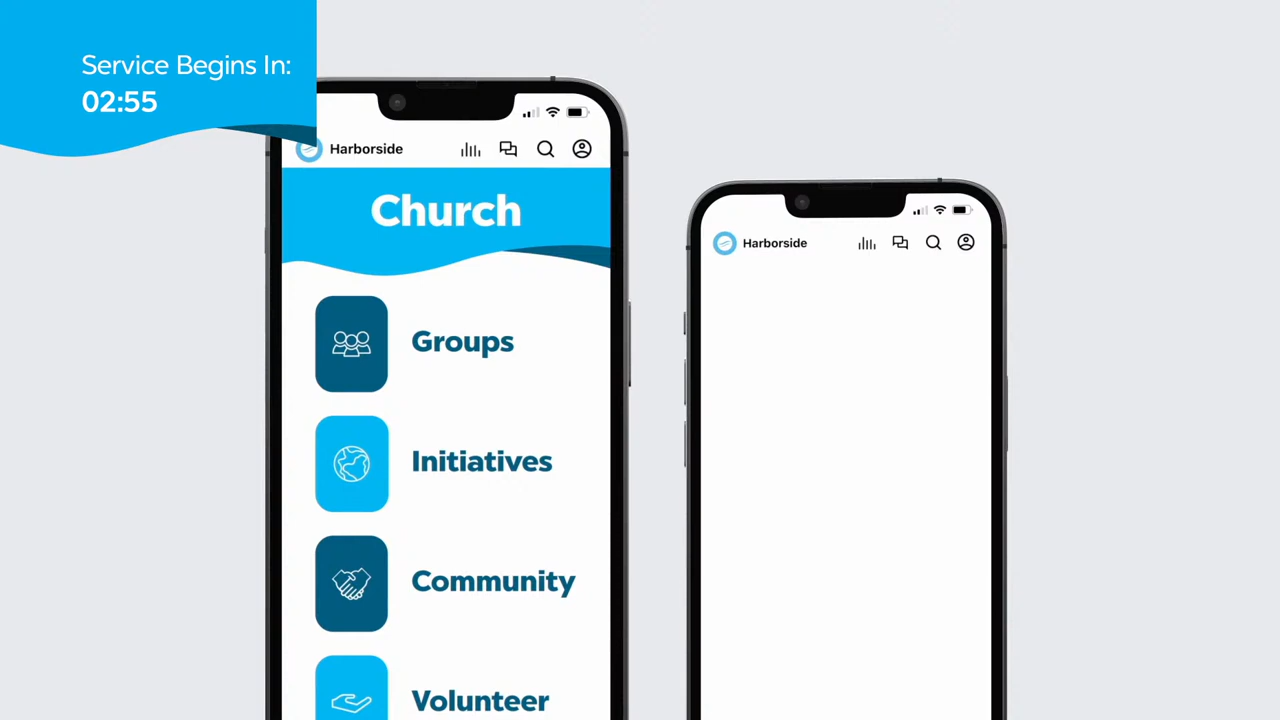 Service Begins In:
02:55
Harborside
Church
Groups
Initiatives
Community
Volunteer
Harborside